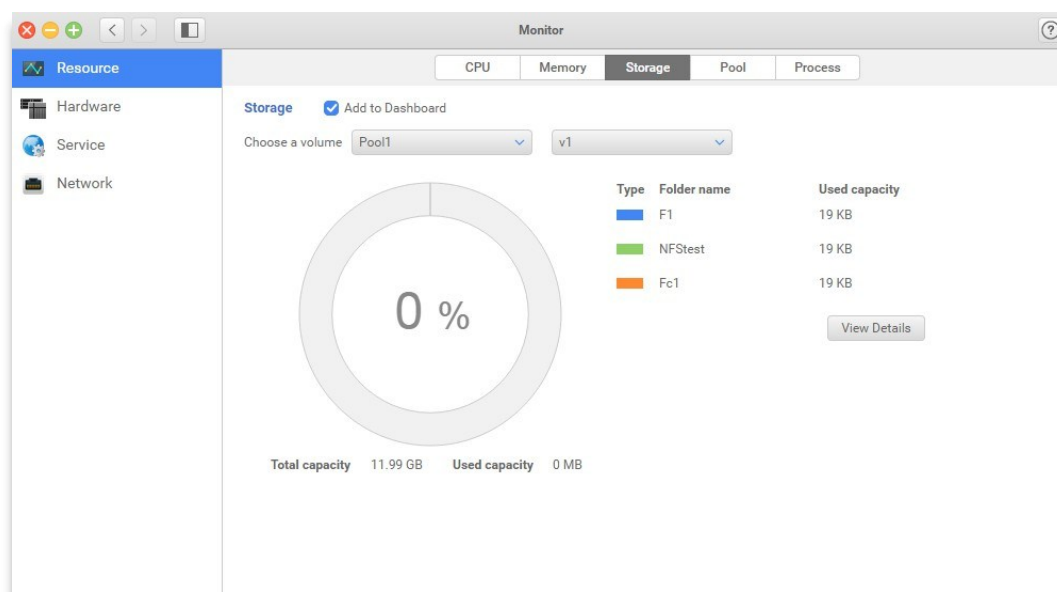 Monitor
?
Resource
Hardware
Service
Network
CPU Memory Storage Pool Process
Storage Add to Dashboard
Choose a volume Pool1 v1
0 %
Total capacity 11.99 GB Used capacity 0 MB
Type Folder name Used capacity
F1 19 KB
NFStest 19 KB
Fc1 19 KB
View Details